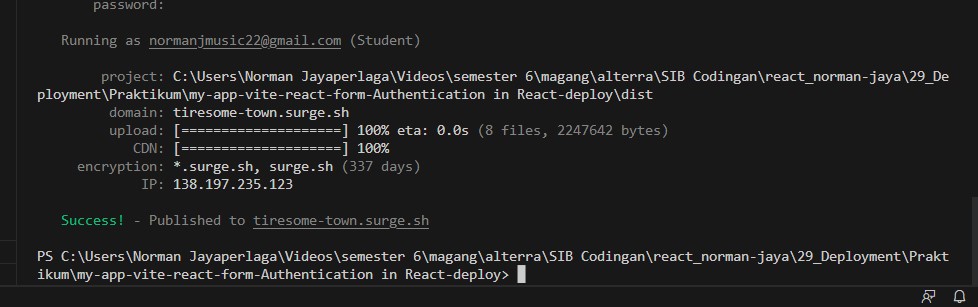 password:
Running as normanjmusic22@gmail.com (Student)
project: C:\Users\Norman Jayaperlaga\Videos\semester 6\magang\alterra\SIB Codingan\react_norman-jaya\29_De
ployment\Praktikum\my-app-vite-react-form-Authentication in React-deploy\dist
domain: tiresome-town.surge.sh
upload: [====================] 100% eta: 0.0s (8 files, 2247642 bytes)
CDN: [====================] 100%
encryption: *.surge.sh, surge.sh (337 days)
IP: 138.197.235.123
Success! - Published to tiresome-town.surge.sh
PS C:\Users\Norman Jayaperlaga\Videos\semester 6\magang\alterra\SIB Codingan\react_norman-jaya\29_Deployment\Prakt
ikum\my-app-vite-react-form-Authentication in React-deploy>